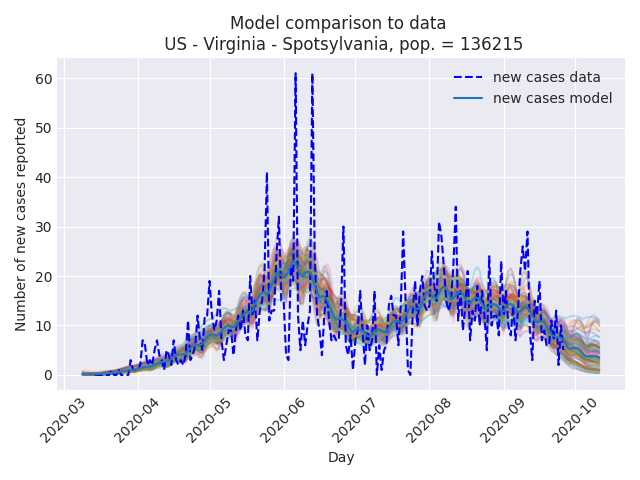 Model comparison to data
US - Virginia - Spotsylvania, pop. = 136215
new cases data
new cases model
Number of new cases reported
60
50
40
30
20
10
0
2020-03
2020-04
2020-05
2020-06
2020-07
2020-08
2020-09
2020-10
Day